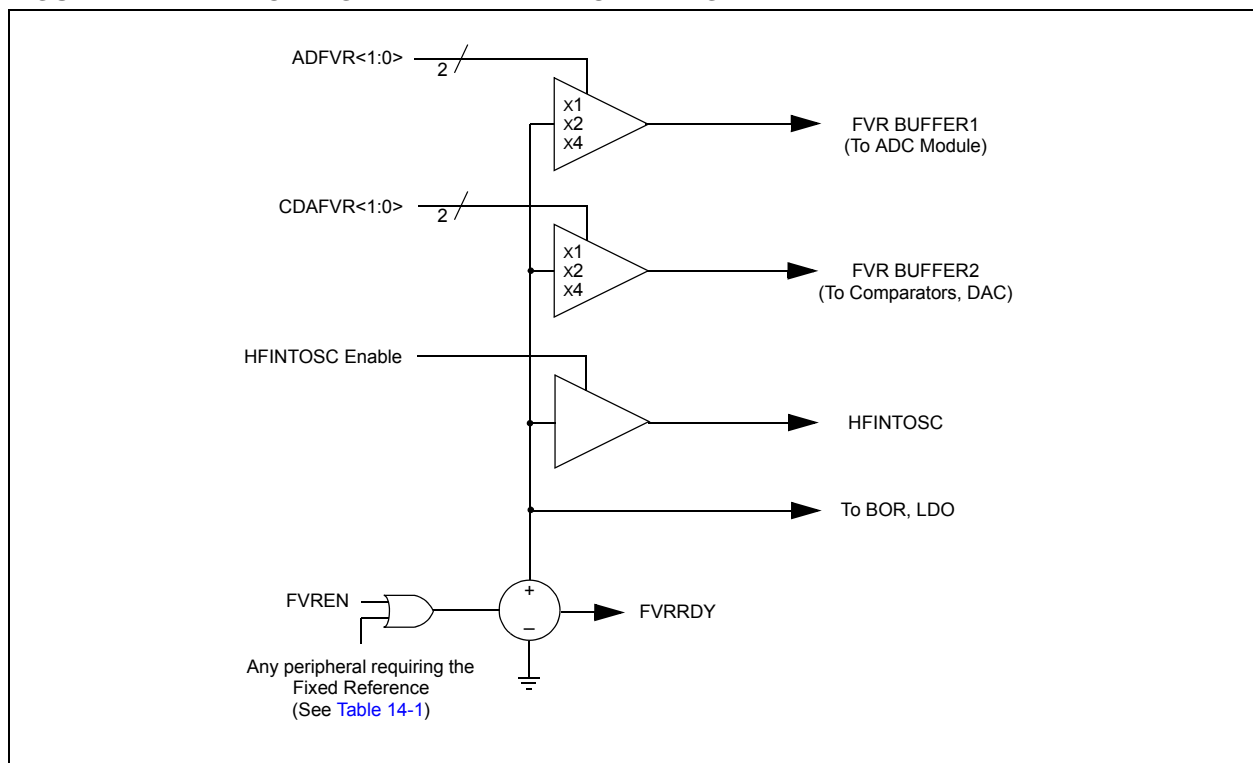 ADFVR<1:0>
2
X1
X2
X4
FVR BUFFER1
(To ADC Module)
CDAFVR<1:0>
2
X1
X2
X4
FVR BUFFER2
(To Comparators, DAC)
HFINTOSC Enable
HFINTOSC
To BOR, LDO
FVREN
+
–
FVRRDY
Any peripheral requiring the
Fixed Reference
(See Table 14-1)